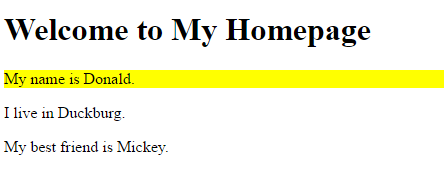 Welcome to My Homepage
My name is Donald.
I live in Duckburg.
My best friend is Mickey.